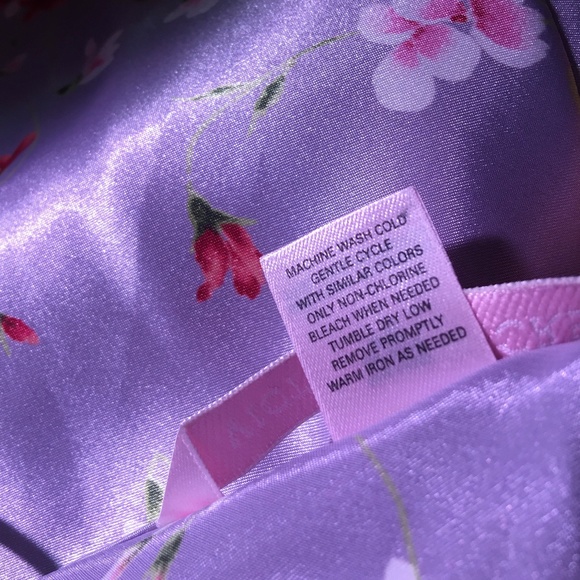 MACHINE WASH COLD
GENTLE CYCLE
WITH SIMILAR COLORS
ONLY NON-CHLORINE
BLEACH WHEN NEEDED
TUMBLE DRY LOW
REMOVE PROMPTLY
WARM IRON AS NEEDED